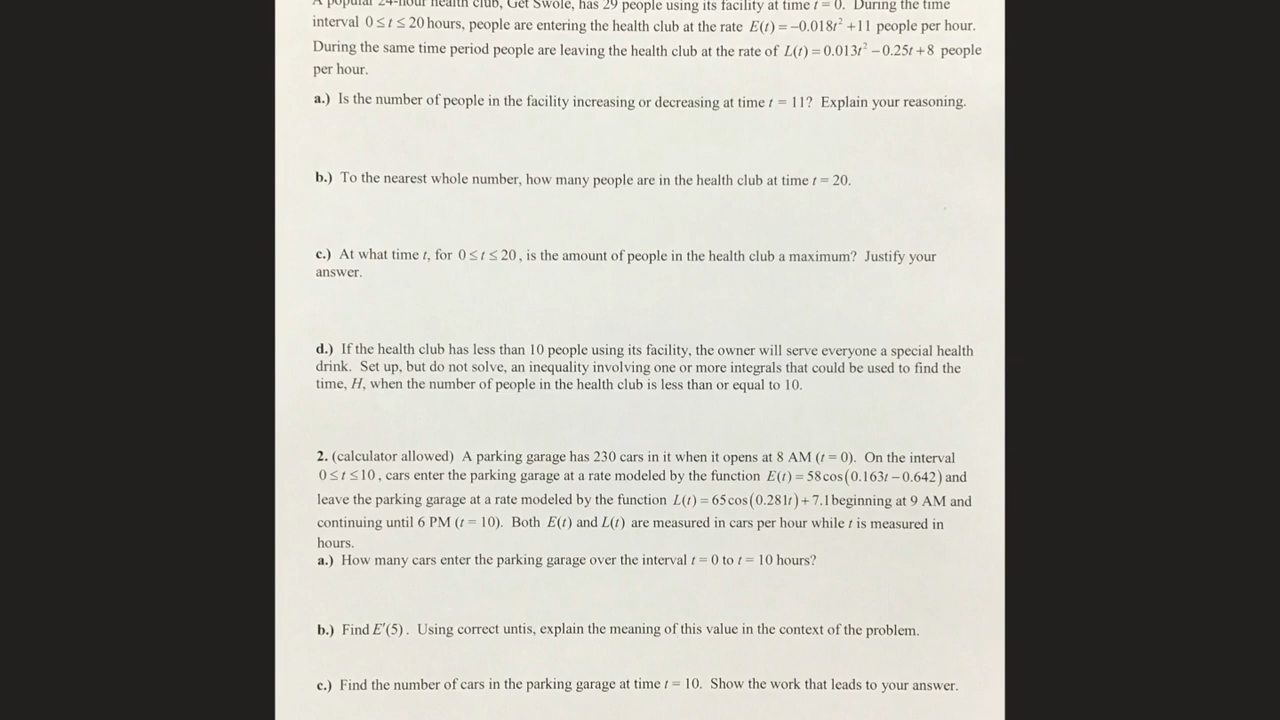 A popular 24-hour health club, Get Swole, has 29 people using its facility at time t = 0. During the time
interval 0 ≤ t ≤ 20 hours, people are entering the health club at the rate E(t) = −0.018t² + 11 people per hour.
During the same time period people are leaving the health club at the rate of L(t) = 0.013t² − 0.25t + 8 people
per hour.
a.) Is the number of people in the facility increasing or decreasing at time t = 11? Explain your reasoning.
b.) To the nearest whole number, how many people are in the health club at time t = 20.
c.) At what time t, for 0 ≤ t ≤ 20, is the amount of people in the health club a maximum? Justify your
answer.
d.) If the health club has less than 10 people using its facility, the owner will serve everyone a special health
drink. Set up, but do not solve, an inequality involving one or more integrals that could be used to find the
time, H, when the number of people in the health club is less than or equal to 10.
2. (calculator allowed) A parking garage has 230 cars in it when it opens at 8 AM (t = 0). On the interval
0 ≤ t ≤ 10, cars enter the parking garage at a rate modeled by the function E(t) = 58cos(0.163t − 0.642) and
leave the parking garage at a rate modeled by the function L(t) = 65cos(0.281t) + 7.1 beginning at 9 AM and
continuing until 6 PM (t = 10). Both E(t) and L(t) are measured in cars per hour while t is measured in
hours.
a.) How many cars enter the parking garage over the interval t = 0 to t = 10 hours?
b.) Find E′(5). Using correct untis, explain the meaning of this value in the context of the problem.
c.) Find the number of cars in the parking garage at time t = 10. Show the work that leads to your answer.